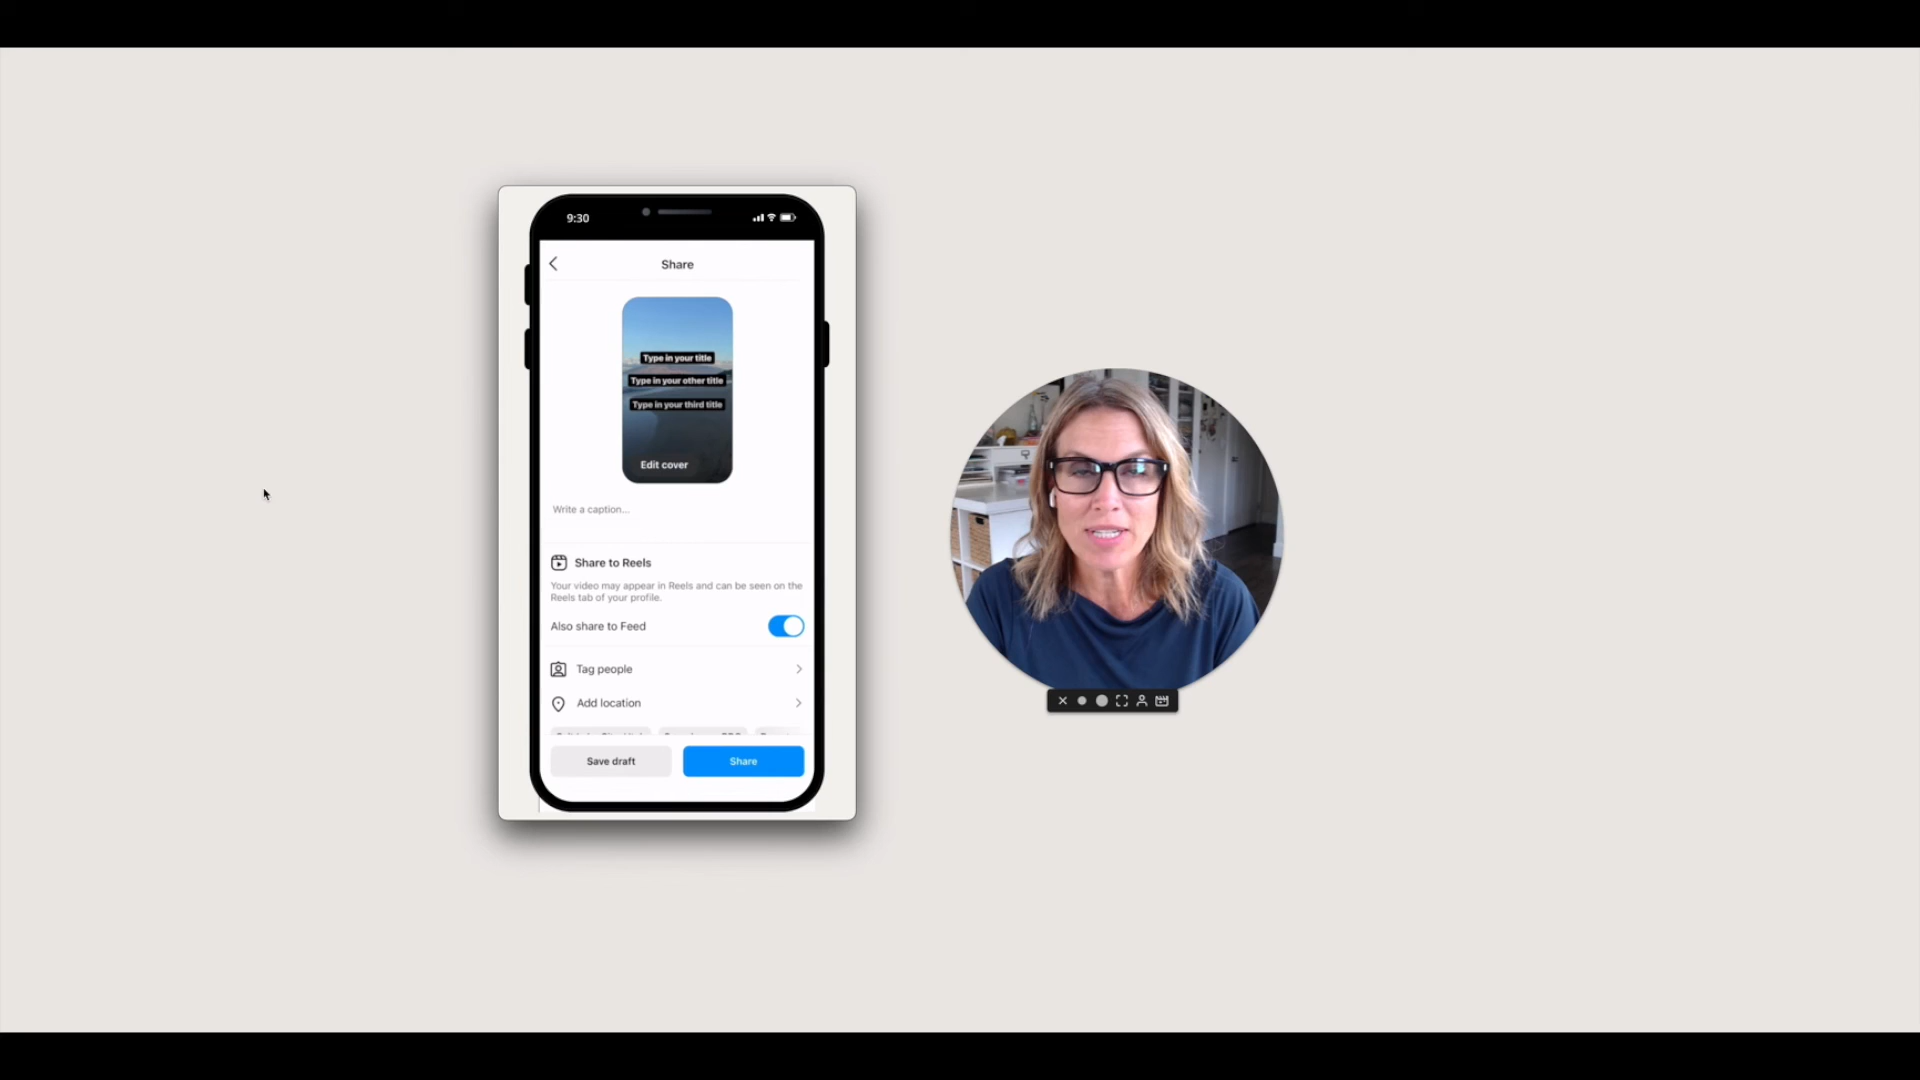 9:30
Share
Type in your title
Type in your other title
Type in your third title
Edit cover
Write a caption...
Share to Reels
Your video may appear in Reels and can be seen on the
Reels tab of your profile.
Also share to Feed
Tag people
Add location
Save draft
Share